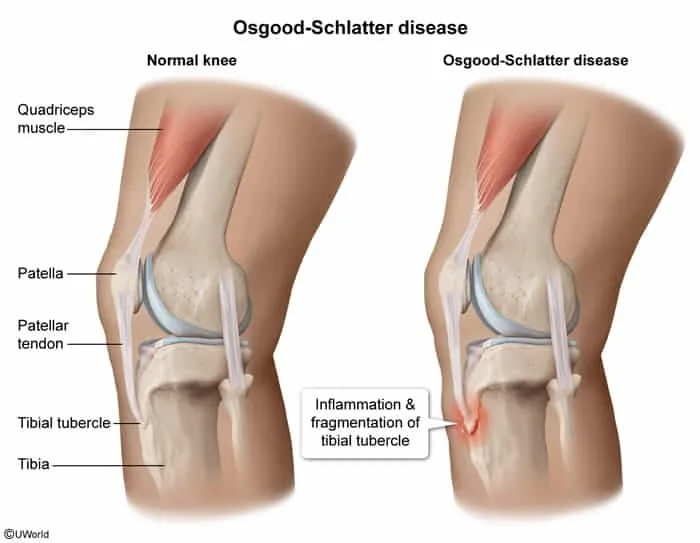 Osgood-Schlatter disease
Normal knee
Osgood-Schlatter disease
Quadriceps
muscle
Patella
Patellar
tendon
Tibial tubercle
Tibia
Inflammation &
fragmentation of
tibial tubercle
©UWorld